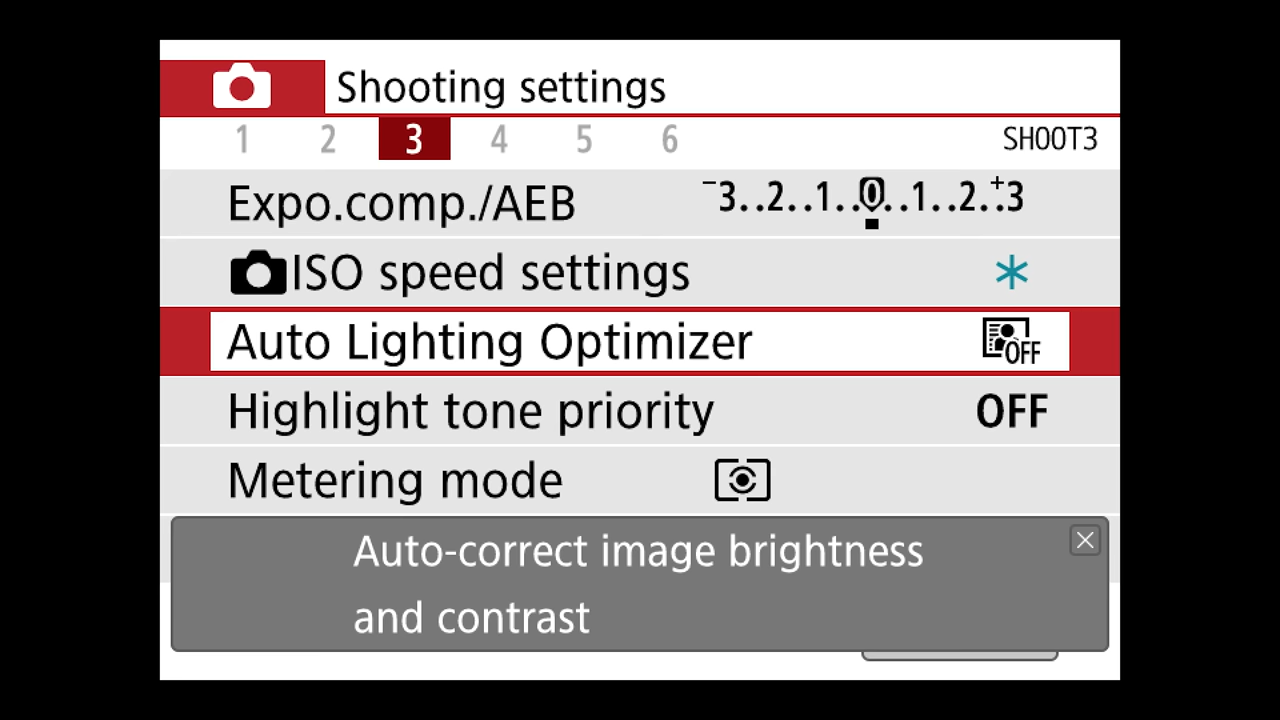 Shooting settings
1 2 3 4 5 6 SHOOT3
Expo.comp./AEB -3..2..1..0..1..2..+3
ISO speed settings
Auto Lighting Optimizer OFF
Highlight tone priority OFF
Metering mode
Auto-correct image brightness
and contrast